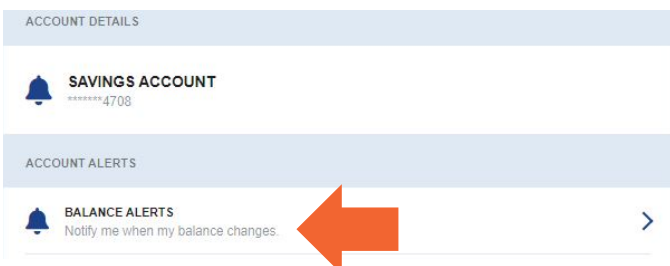 ACCOUNT DETAILS
SAVINGS ACCOUNT
*******4708
ACCOUNT ALERTS
BALANCE ALERTS
Notify me when my balance changes.